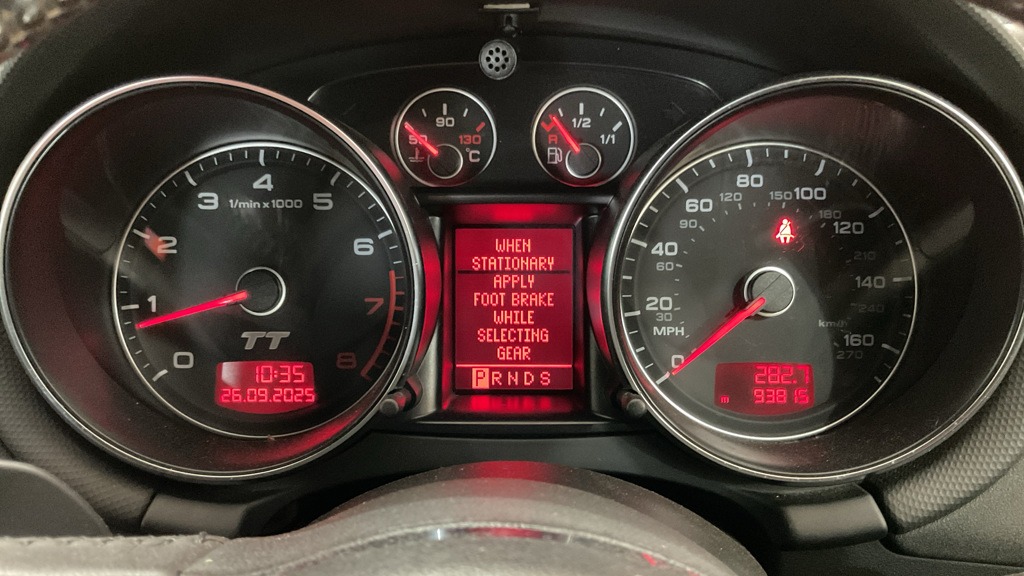 50
90
130
°C
R
1/2
1/1
0
1
2
3
4
5
6
7
8
1/min x 1000
TT
10:35
26.09.2025
WHEN
STATIONARY
APPLY
FOOT BRAKE
WHILE
SELECTING
GEAR
P R N D S
0
20
40
60
80
100
120
140
160
MPH
30
60
90
120
150
180
210
240
270
km/h
282.7
m 93815